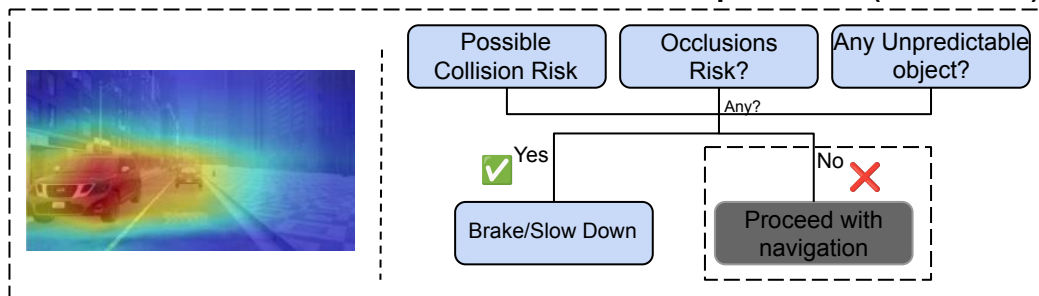 Possible
Collision Risk
Occlusions
Risk?
Any Unpredictable
object?
Any?
Yes
No
Brake/Slow Down
Proceed with
navigation